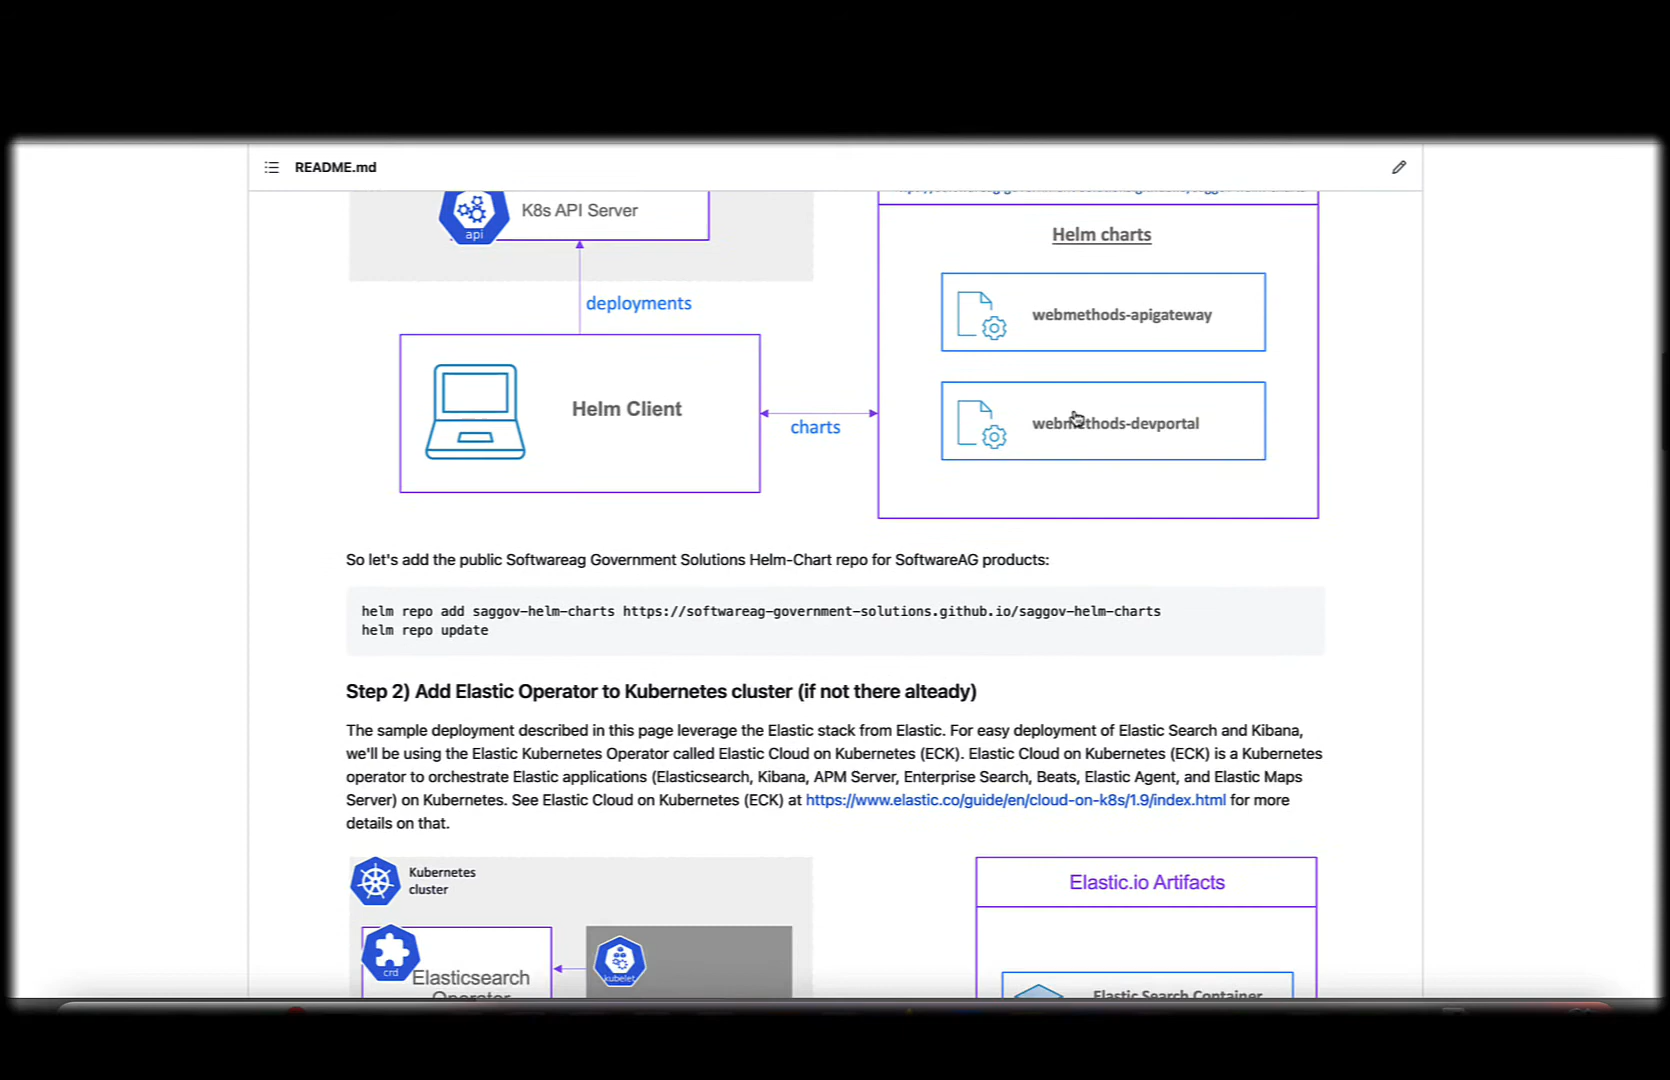 README.md
K8s API Server
api
Helm charts
deployments
webmethods-apigateway
Helm Client
charts
webmethods-devportal
So let's add the public Softwareag Government Solutions Helm-Chart repo for SoftwareAG products:
helm repo add saggov-helm-charts https://softwareag-government-solutions.github.io/saggov-helm-charts
helm repo update
Step 2) Add Elastic Operator to Kubernetes cluster (if not there alteady)
The sample deployment described in this page leverage the Elastic stack from Elastic. For easy deployment of Elastic Search and Kibana,
we'll be using the Elastic Kubernetes Operator called Elastic Cloud on Kubernetes (ECK). Elastic Cloud on Kubernetes (ECK) is a Kubernetes
operator to orchestrate Elastic applications (Elasticsearch, Kibana, APM Server, Enterprise Search, Beats, Elastic Agent, and Elastic Maps
Server) on Kubernetes. See Elastic Cloud on Kubernetes (ECK) at https://www.elastic.co/guide/en/cloud-on-k8s/1.9/index.html for more
details on that.
Kubernetes
cluster
Elastic.io Artifacts
crd
Elasticsearch
Operator
kubelet
Elastic Search Container